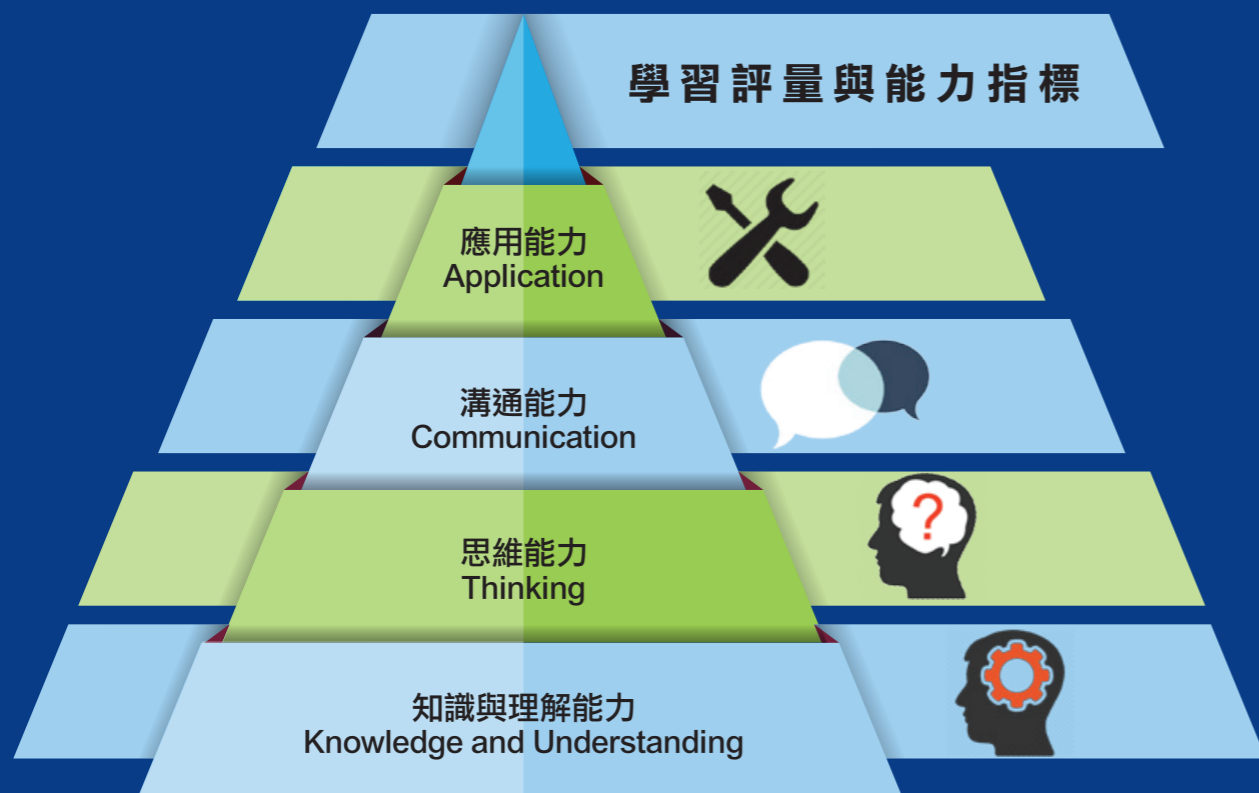 學習評量與能力指標
應用能力
Application
溝通能力
Communication
思維能力
Thinking
知識與理解能力
Knowledge and Understanding
?